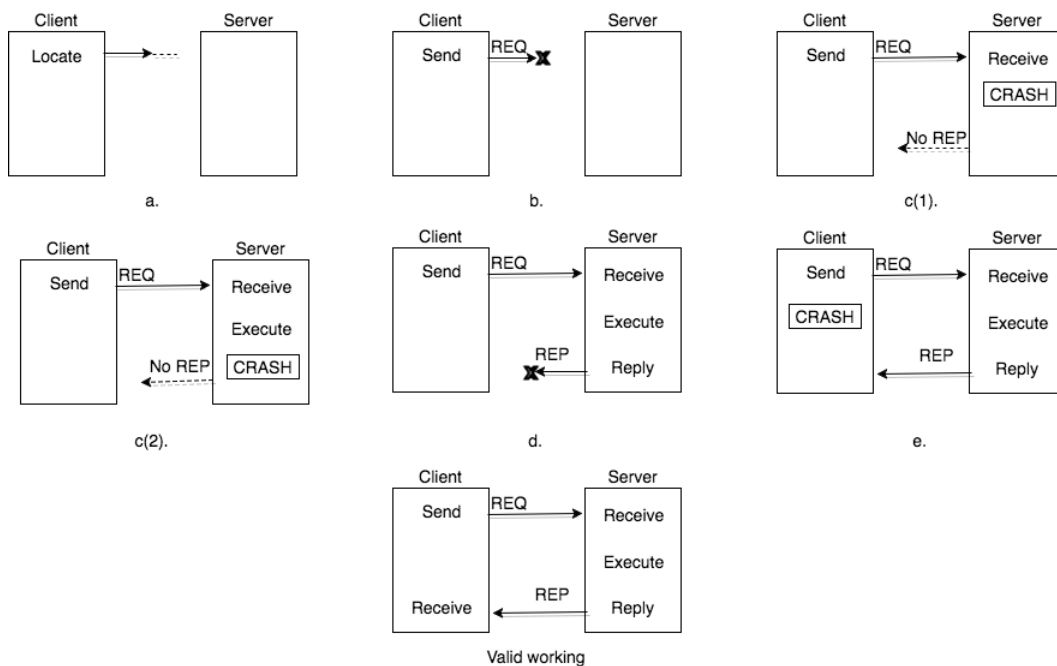 Client Server
Locate
a.
Client Server
Send REQ X
b.
Client Server
Send REQ Receive
CRASH
No REP
c(1).
Client Server
Send REQ Receive
Execute
No REP CRASH
c(2).
Client Server
Send REQ Receive
Execute
X REP Reply
d.
Client Server
Send REQ Receive
CRASH Execute
REP Reply
e.
Client Server
Send REQ Receive
Execute
Receive REP Reply
Valid working